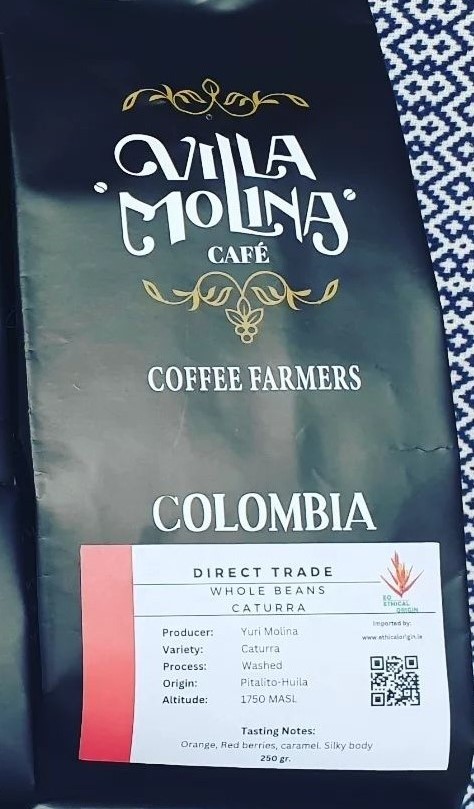 VILLA
MOLINA
CAFÉ
COFFEE FARMERS
COLOMBIA
DIRECT TRADE
WHOLE BEANS
CATURRA
EO
ETHICAL
ORIGIN
Imported by:
www.ethicalorigin.ie
Producer: Yuri Molina
Variety: Caturra
Process: Washed
Origin: Pitalito-Huila
Altitude: 1750 MASL
Tasting Notes:
Orange, Red berries, caramel. Silky body
250 gr.